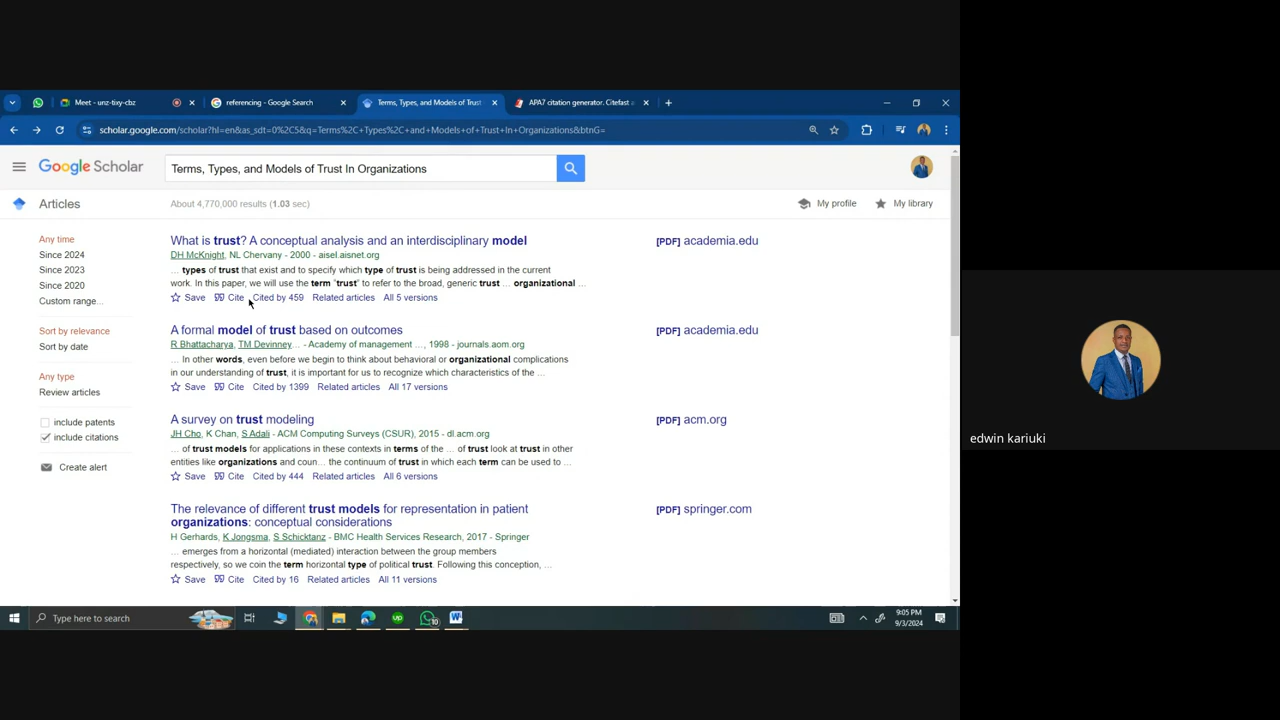 Meet - unz-tixy-cbz
referencing - Google Search
Terms, Types, and Models of Trust
APA7 citation generator. Citefast a
scholar.google.com/scholar?hl=en&as_sdt=0%2C5&q=Terms%2C+Types%2C+and+Models+of+Trust+In+Organizations&btnG=
Google Scholar
Terms, Types, and Models of Trust In Organizations
Articles
About 4,770,000 results (1.03 sec)
My profile
My library
Any time
Since 2024
Since 2023
Since 2020
Custom range...
Sort by relevance
Sort by date
Any type
Review articles
include patents
include citations
Create alert
What is trust? A conceptual analysis and an interdisciplinary model
[PDF] academia.edu
DH McKnight, NL Chervany - 2000 - aisel.aisnet.org
… types of trust that exist and to specify which type of trust is being addressed in the current
work. In this paper, we will use the term “trust” to refer to the broad, generic trust … organizational …
Save Cite Cited by 459 Related articles All 5 versions
A formal model of trust based on outcomes
[PDF] academia.edu
R Bhattacharya, TM Devinney… - Academy of management …, 1998 - journals.aom.org
… In other words, even before we begin to think about behavioral or organizational complications
in our understanding of trust, it is important for us to recognize which characteristics of the …
Save Cite Cited by 1399 Related articles All 17 versions
A survey on trust modeling
[PDF] acm.org
JH Cho, K Chan, S Adali - ACM Computing Surveys (CSUR), 2015 - dl.acm.org
… of trust models for applications in these contexts in terms of the … of trust look at trust in other
entities like organizations and coun… the continuum of trust in which each term can be used to …
Save Cite Cited by 444 Related articles All 6 versions
The relevance of different trust models for representation in patient
organizations: conceptual considerations
[PDF] springer.com
H Gerhards, K Jongsma, S Schicktanz - BMC Health Services Research, 2017 - Springer
… emerges from a horizontal (mediated) interaction between the group members
respectively, so we coin the term horizontal type of political trust. Following this conception, …
Save Cite Cited by 16 Related articles All 11 versions
Type here to search
up
10
9:05 PM
9/3/2024
edwin kariuki